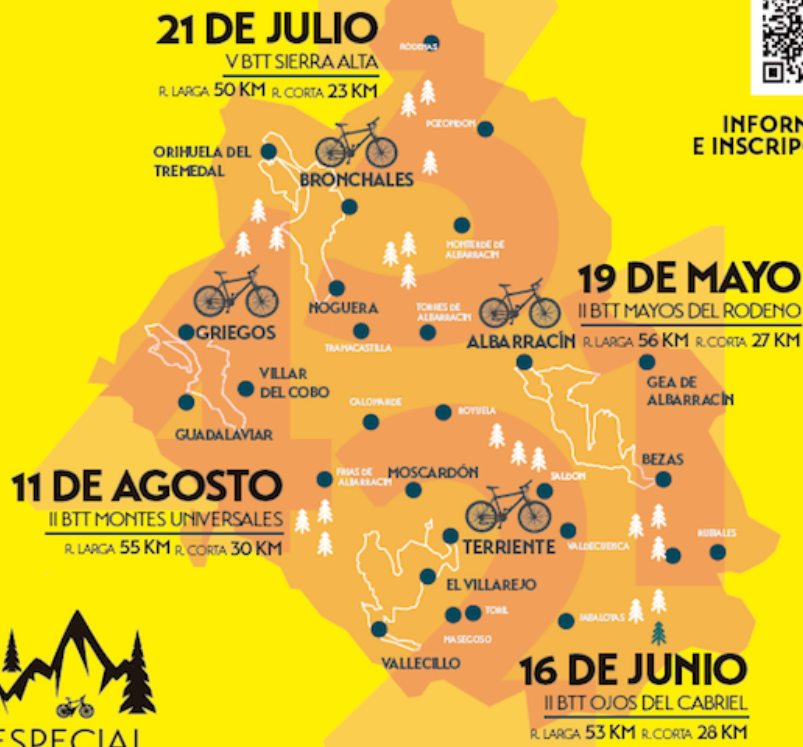 21 DE JULIO
V BTT SIERRA ALTA
R. LARGA 50 KM R. CORTA 23 KM
RÓDENAS
POZONDÓN
INFORM
E INSCRIP
ORIHUELA DEL
TREMEDAL
BRONCHALES
MONTERDE DE
ALBARRACÍN
NOGUERA
TRAMACASTILLA
TORRES DE
ALBARRACÍN
19 DE MAYO
II BTT MAYOS DEL RODENO
ALBARRACÍN
R. LARGA 56 KM R. CORTA 27 KM
GRIEGOS
VILLAR
DEL COBO
GUADALAVIAR
CALOMARDE
ROYUELA
GEA DE
ALBARRACÍN
BEZAS
11 DE AGOSTO
II BTT MONTES UNIVERSALES
R. LARGA 55 KM R. CORTA 30 KM
FRIAS DE
ALBARRACÍN
MOSCARDÓN
SALDON
TERRIENTE
VALDECUENCA
RUBIALES
EL VILLAREJO
TORIL
MASEGOSO
JABALOYAS
VALLECILLO
16 DE JUNIO
II BTT OJOS DEL CABRIEL
R. LARGA 53 KM R. CORTA 28 KM
ESPECIAL